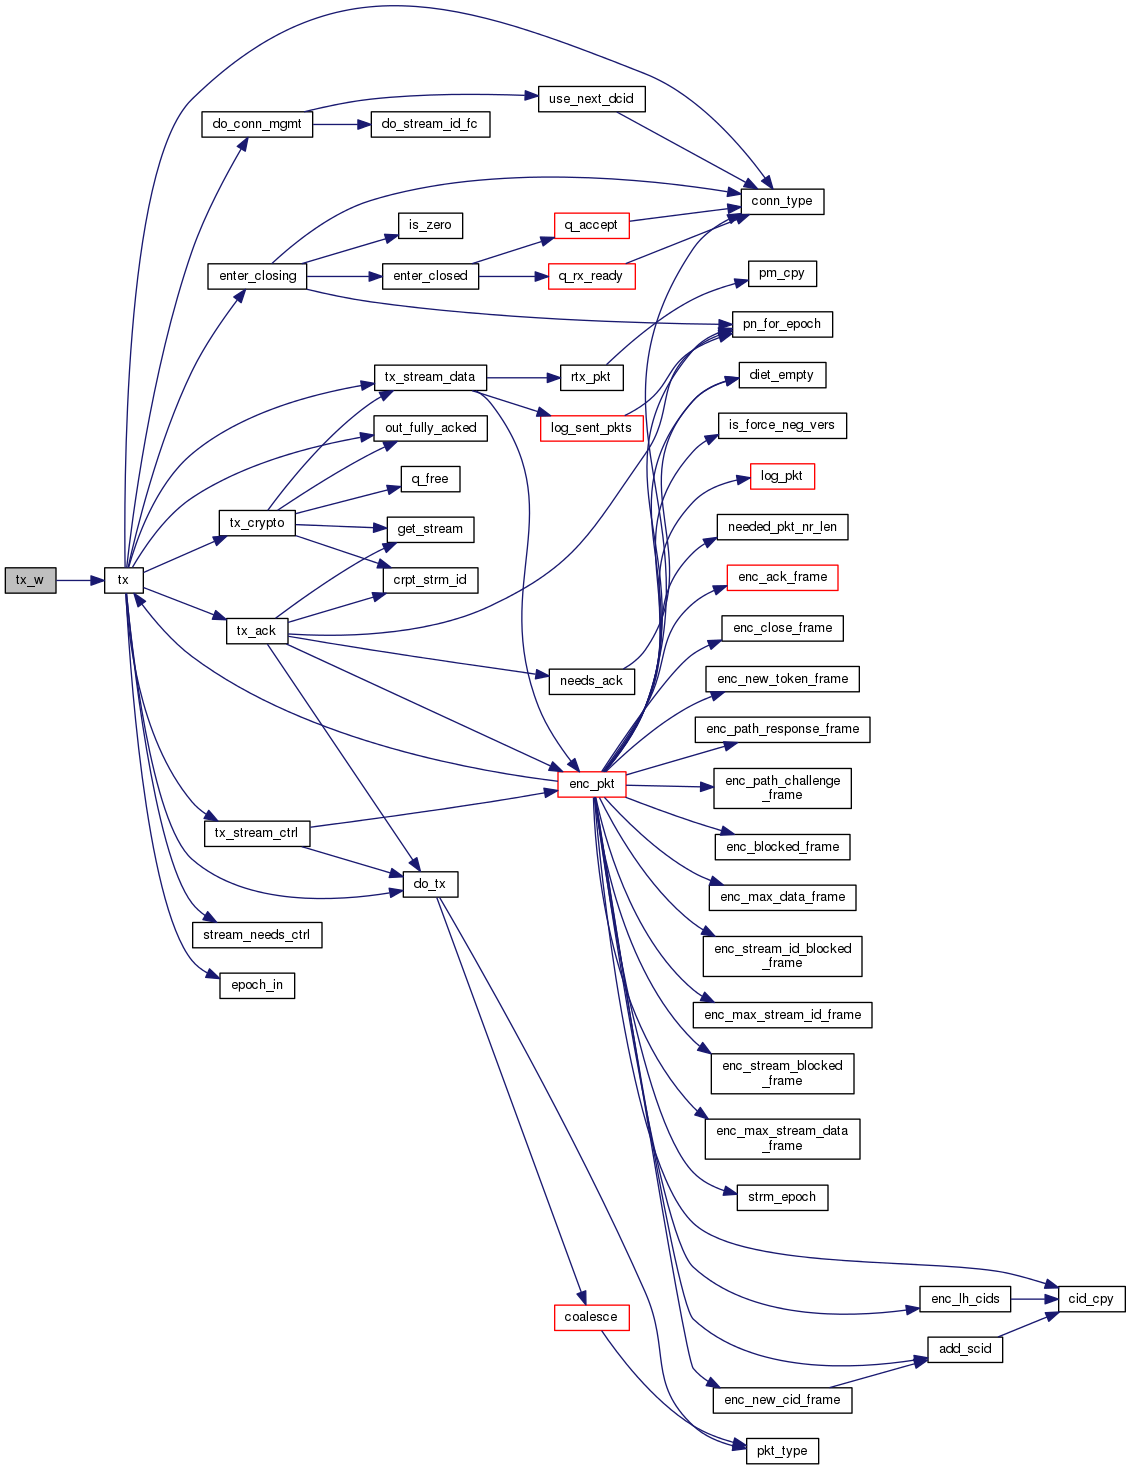 use_next_dcid
do_conn_mgmt
do_stream_id_fc
conn_type
is_zero
q_accept
enter_closing
enter_closed
q_rx_ready
pm_cpy
pn_for_epoch
tx_stream_data
rtx_pkt
diet_empty
out_fully_acked
log_sent_pkts
is_force_neg_vers
q_free
log_pkt
tx_crypto
get_stream
needed_pkt_nr_len
tx_w
tx
crpt_strm_id
enc_ack_frame
tx_ack
enc_close_frame
needs_ack
enc_new_token_frame
enc_path_response_frame
enc_pkt
enc_path_challenge
_frame
tx_stream_ctrl
enc_blocked_frame
do_tx
enc_max_data_frame
stream_needs_ctrl
enc_stream_id_blocked
_frame
epoch_in
enc_max_stream_id_frame
enc_stream_blocked
_frame
enc_max_stream_data
_frame
strm_epoch
enc_lh_cids
cid_cpy
coalesce
add_scid
enc_new_cid_frame
pkt_type